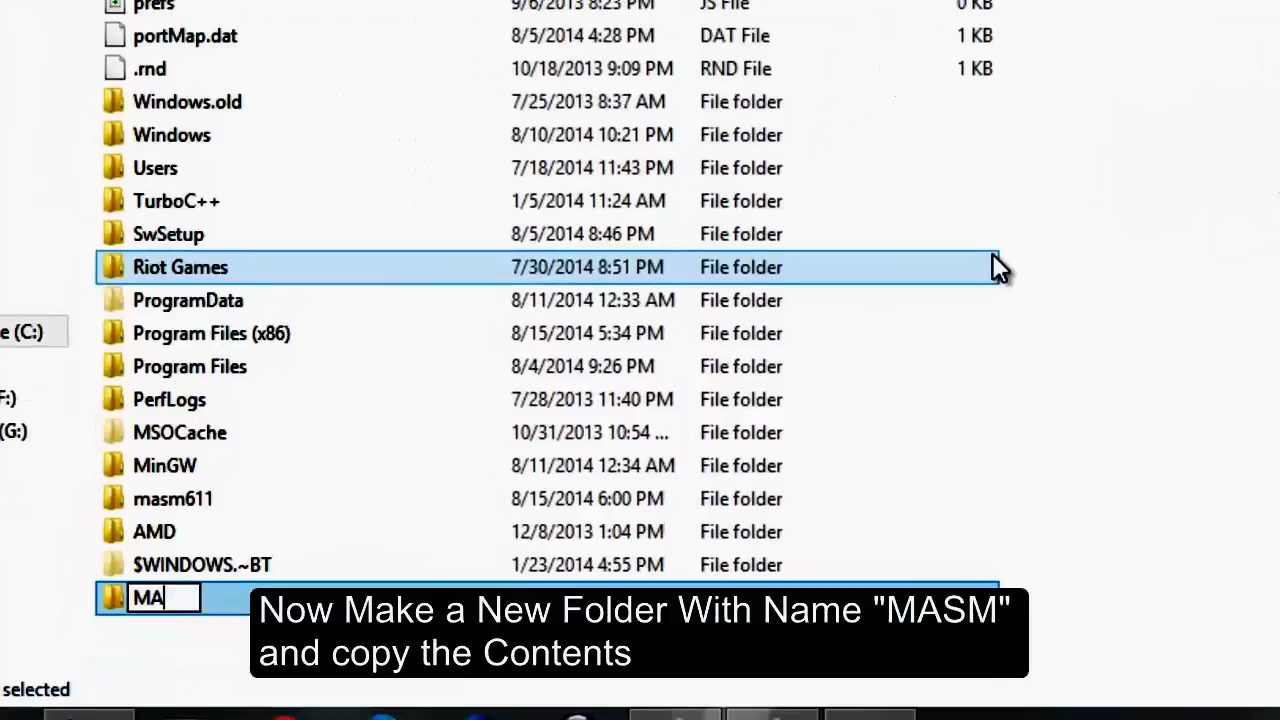 prefs 9/6/2013 8:23 PM JS File 0 KB
portMap.dat 8/5/2014 4:28 PM DAT File 1 KB
.rnd 10/18/2013 9:09 PM RND File 1 KB
Windows.old 7/25/2013 8:37 AM File folder
Windows 8/10/2014 10:21 PM File folder
Users 7/18/2014 11:43 PM File folder
TurboC++ 1/5/2014 11:24 AM File folder
SwSetup 8/5/2014 8:46 PM File folder
Riot Games 7/30/2014 8:51 PM File folder
ProgramData 8/11/2014 12:33 AM File folder
e (C:) Program Files (x86) 8/15/2014 5:34 PM File folder
Program Files 8/4/2014 9:26 PM File folder
F:) PerfLogs 7/28/2013 11:40 PM File folder
(G:) MSOCache 10/31/2013 10:54 ... File folder
MinGW 8/11/2014 12:34 AM File folder
masm611 8/15/2014 6:00 PM File folder
AMD 12/8/2013 1:04 PM File folder
$WINDOWS.~BT 1/23/2014 4:55 PM File folder
MA
Now Make a New Folder With Name "MASM"
and copy the Contents
selected